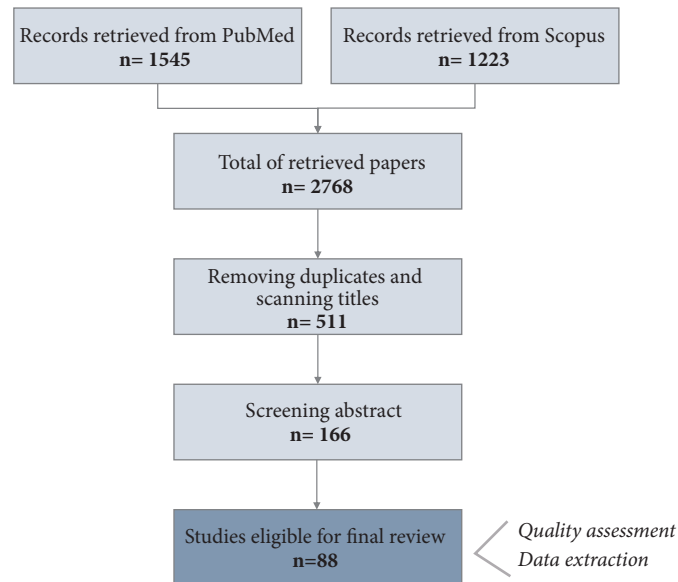 Records retrieved from PubMed
n= 1545
Records retrieved from Scopus
n= 1223
Total of retrieved papers
n= 2768
Removing duplicates and
scanning titles
n= 511
Screening abstract
n= 166
Studies eligible for final review
n=88
Quality assessment
Data extraction